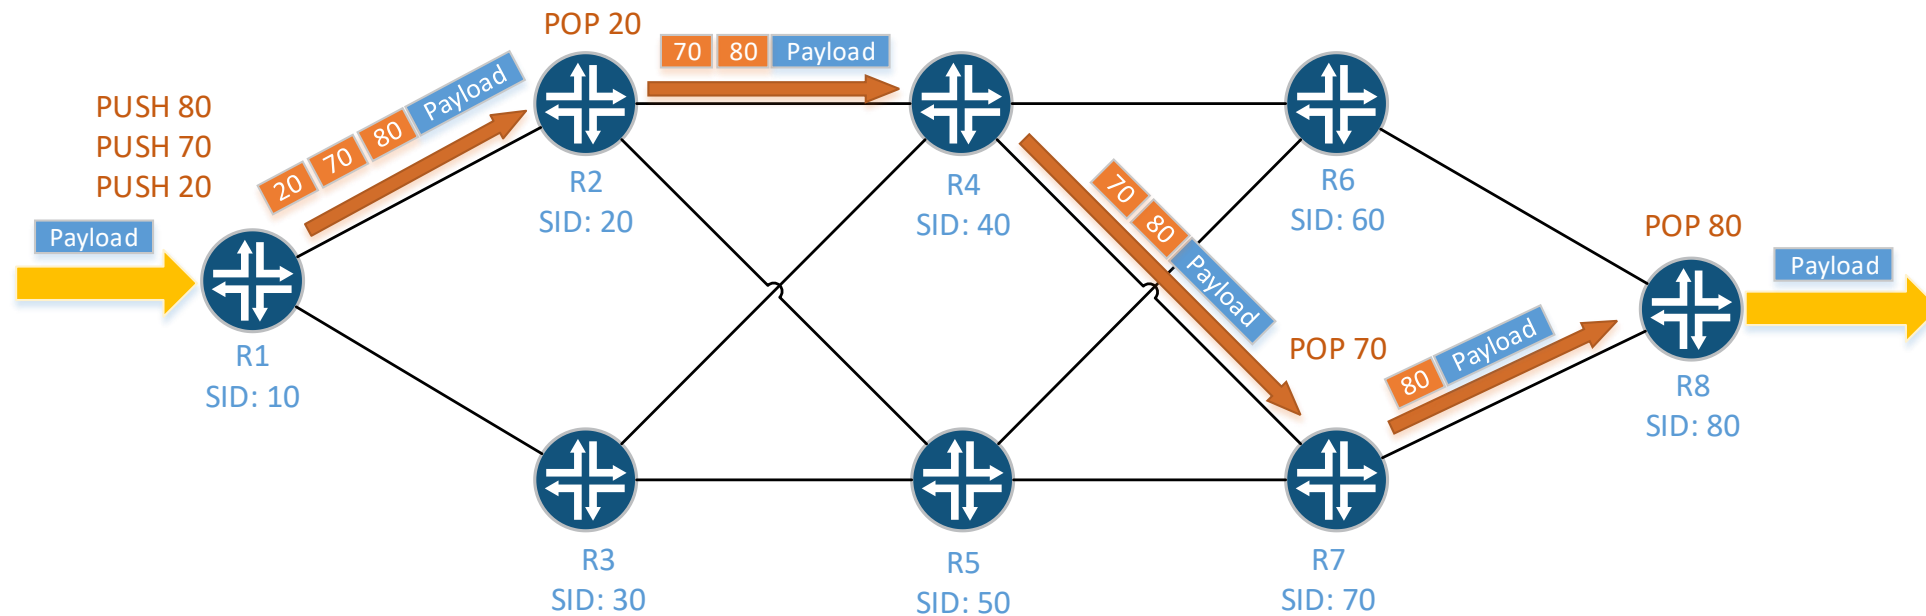 POP 20
70 80 Payload
PUSH 80
PUSH 70
PUSH 20
20 70 80 Payload
R2
SID: 20
R4
SID: 40
R6
SID: 60
70 80 Payload
Payload
R1
SID: 10
POP 80
Payload
POP 70
80 Payload
R8
SID: 80
R3
SID: 30
R5
SID: 50
R7
SID: 70